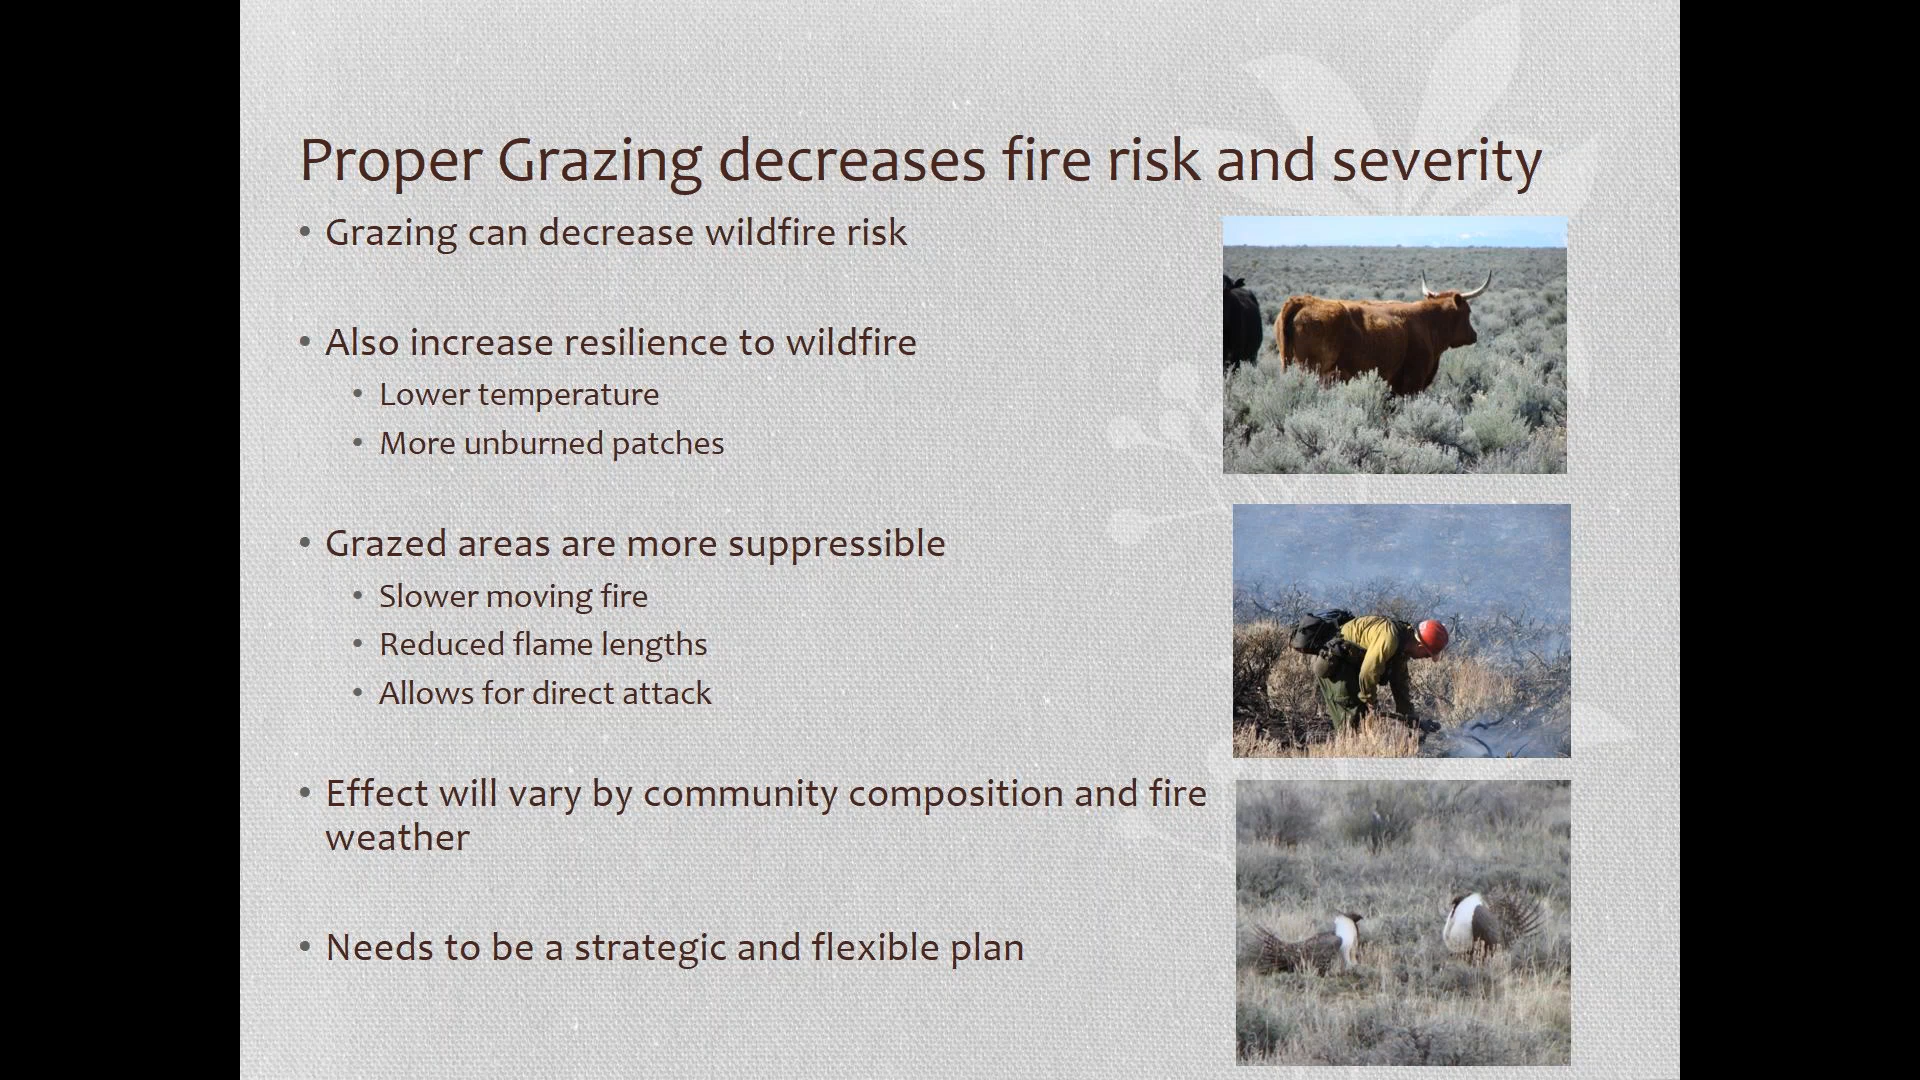 Proper Grazing decreases fire risk and severity
• Grazing can decrease wildfire risk
• Also increase resilience to wildfire
• Lower temperature
• More unburned patches
• Grazed areas are more suppressible
• Slower moving fire
• Reduced flame lengths
• Allows for direct attack
• Effect will vary by community composition and fire
weather
• Needs to be a strategic and flexible plan